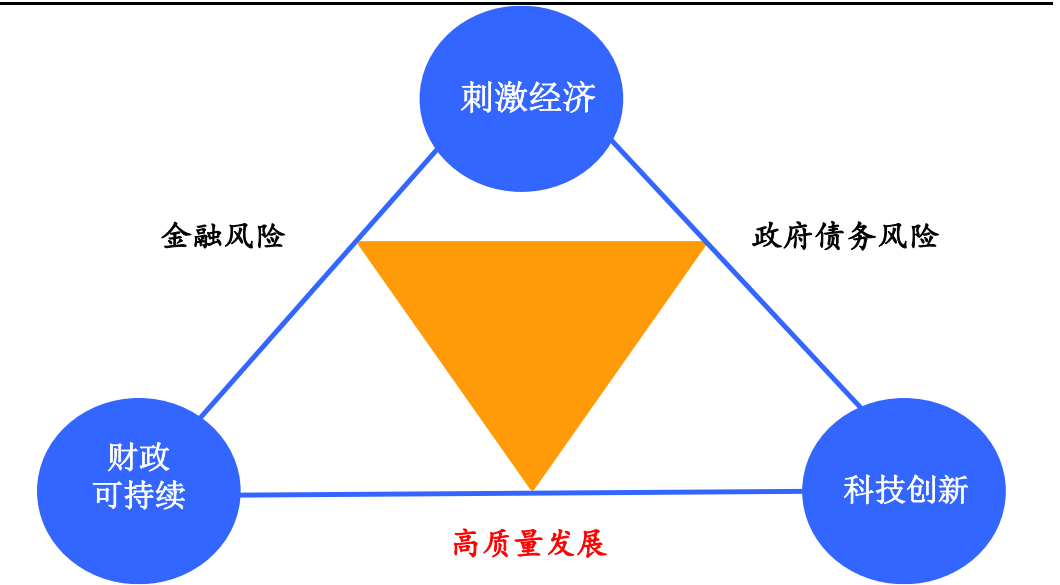 刺激经济
金融风险
政府债务风险
财政
可持续
科技创新
高质量发展